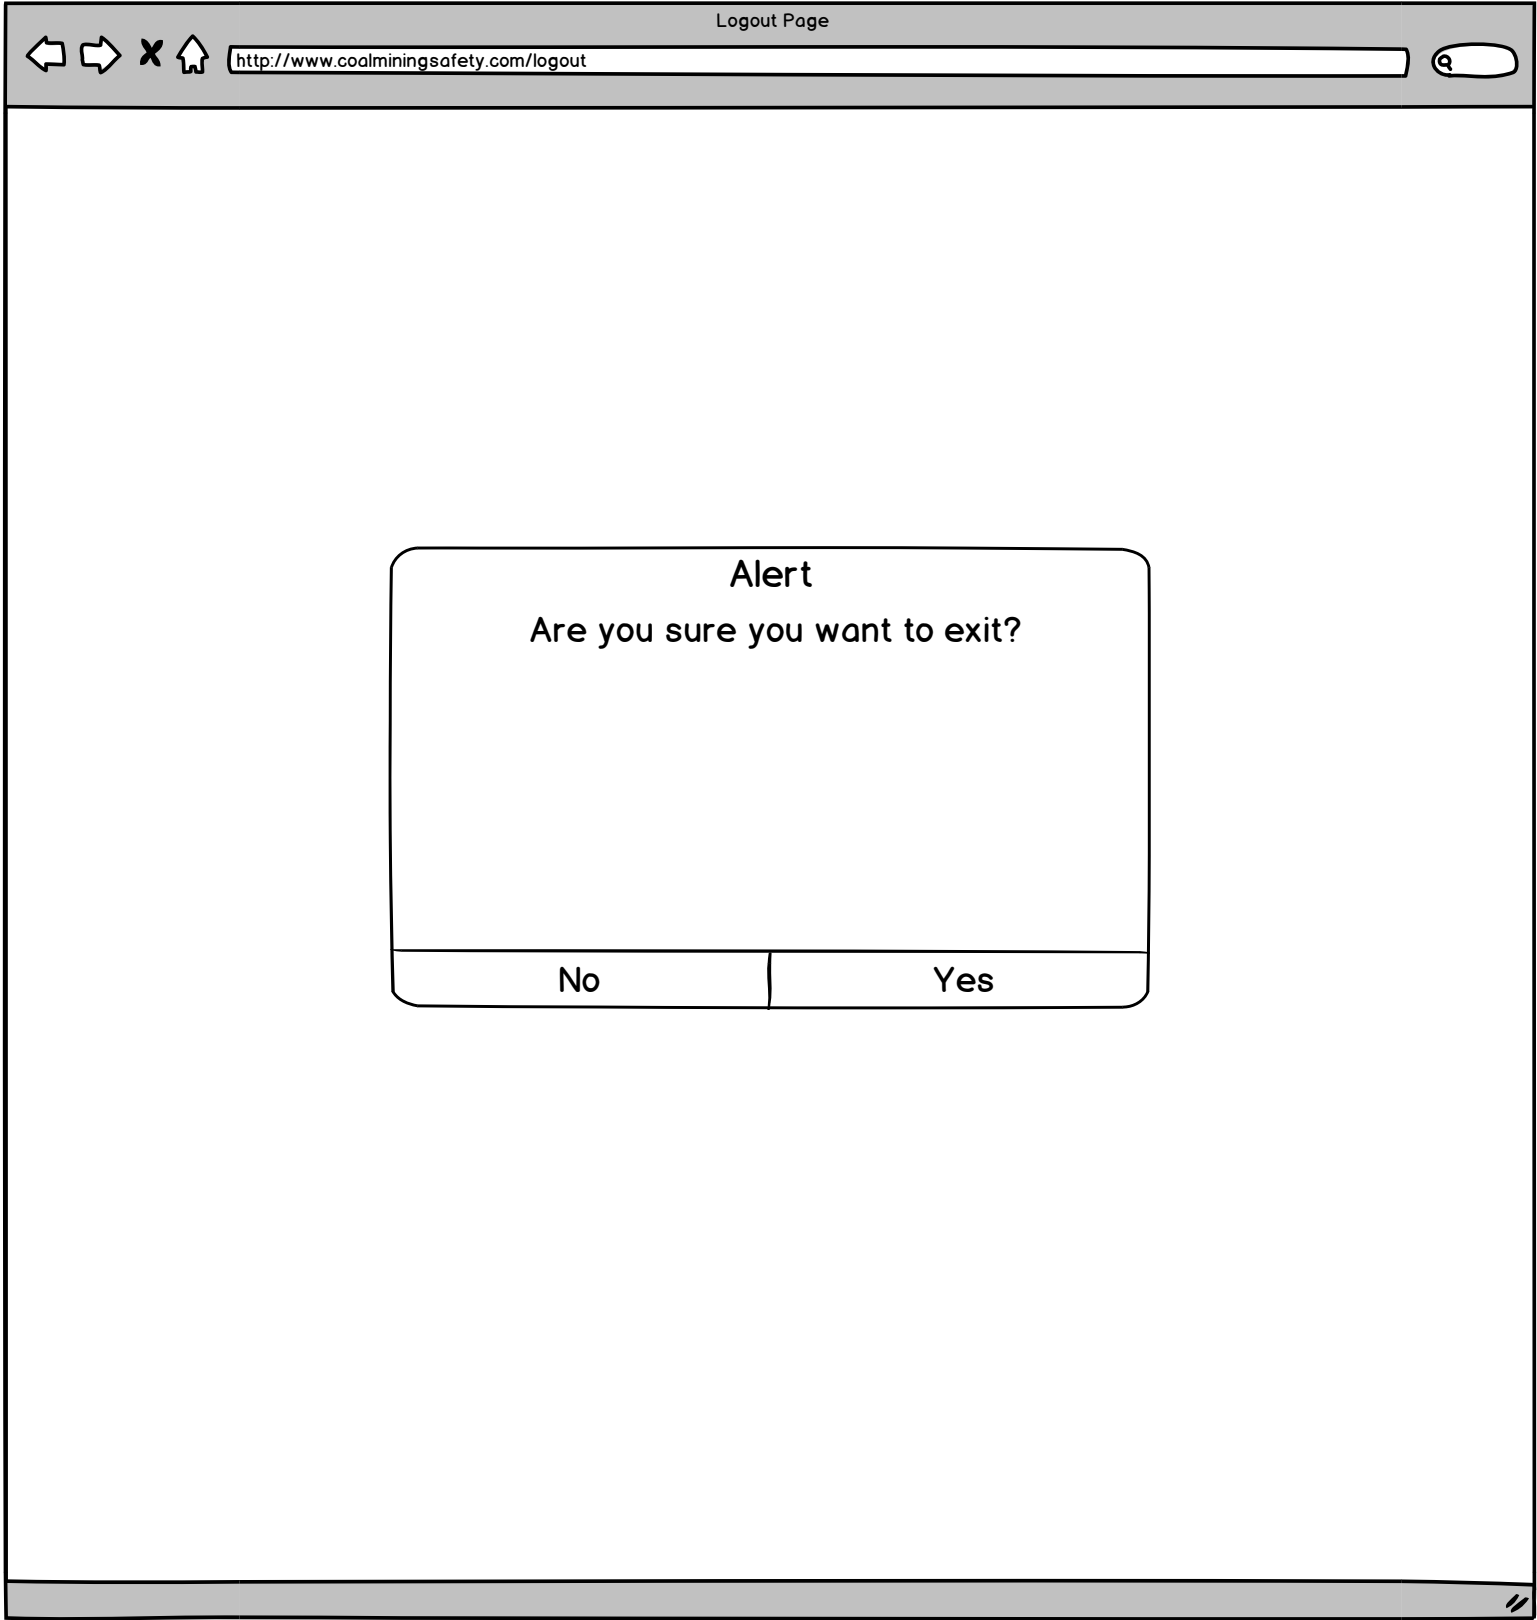 Logout Page
http://www.coalminingsafety.com/logout
Alert
Are you sure you want to exit?
No
Yes